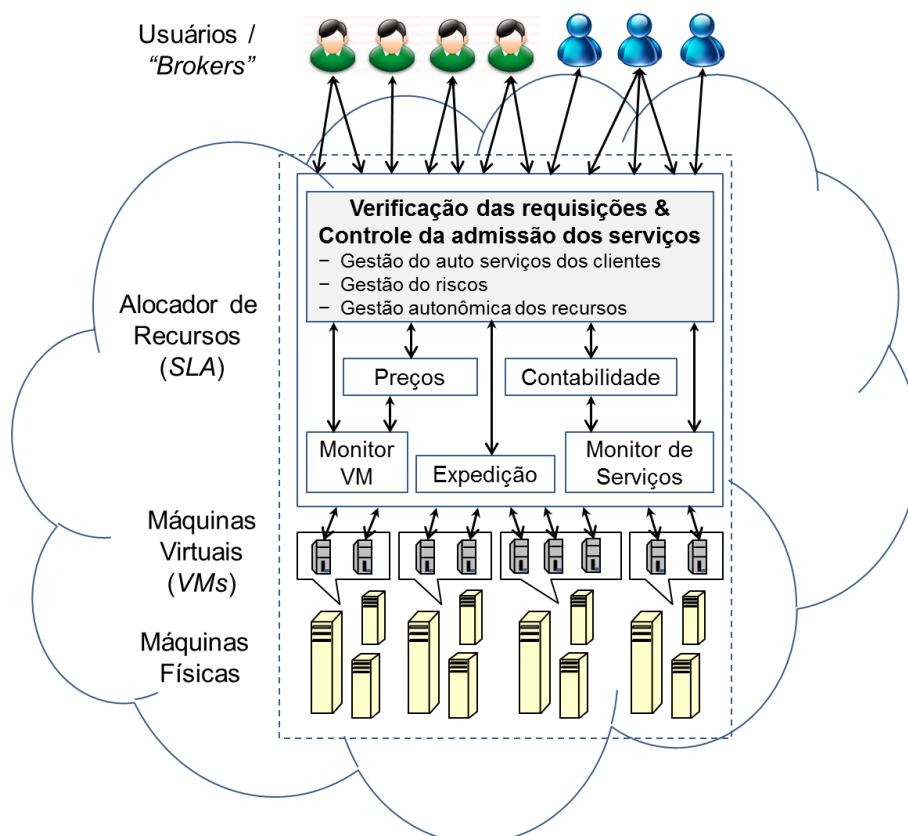 Usuários /
"Brokers"
Verificação das requisições &
Controle da admissão dos serviços
– Gestão do auto serviços dos clientes
– Gestão do riscos
– Gestão autonômica dos recursos
Alocador de
Recursos
(SLA)
Preços
Contabilidade
Monitor
VM
Expedição
Monitor de
Serviços
Máquinas
Virtuais
(VMs)
L L L L L L L L L
Máquinas
Físicas